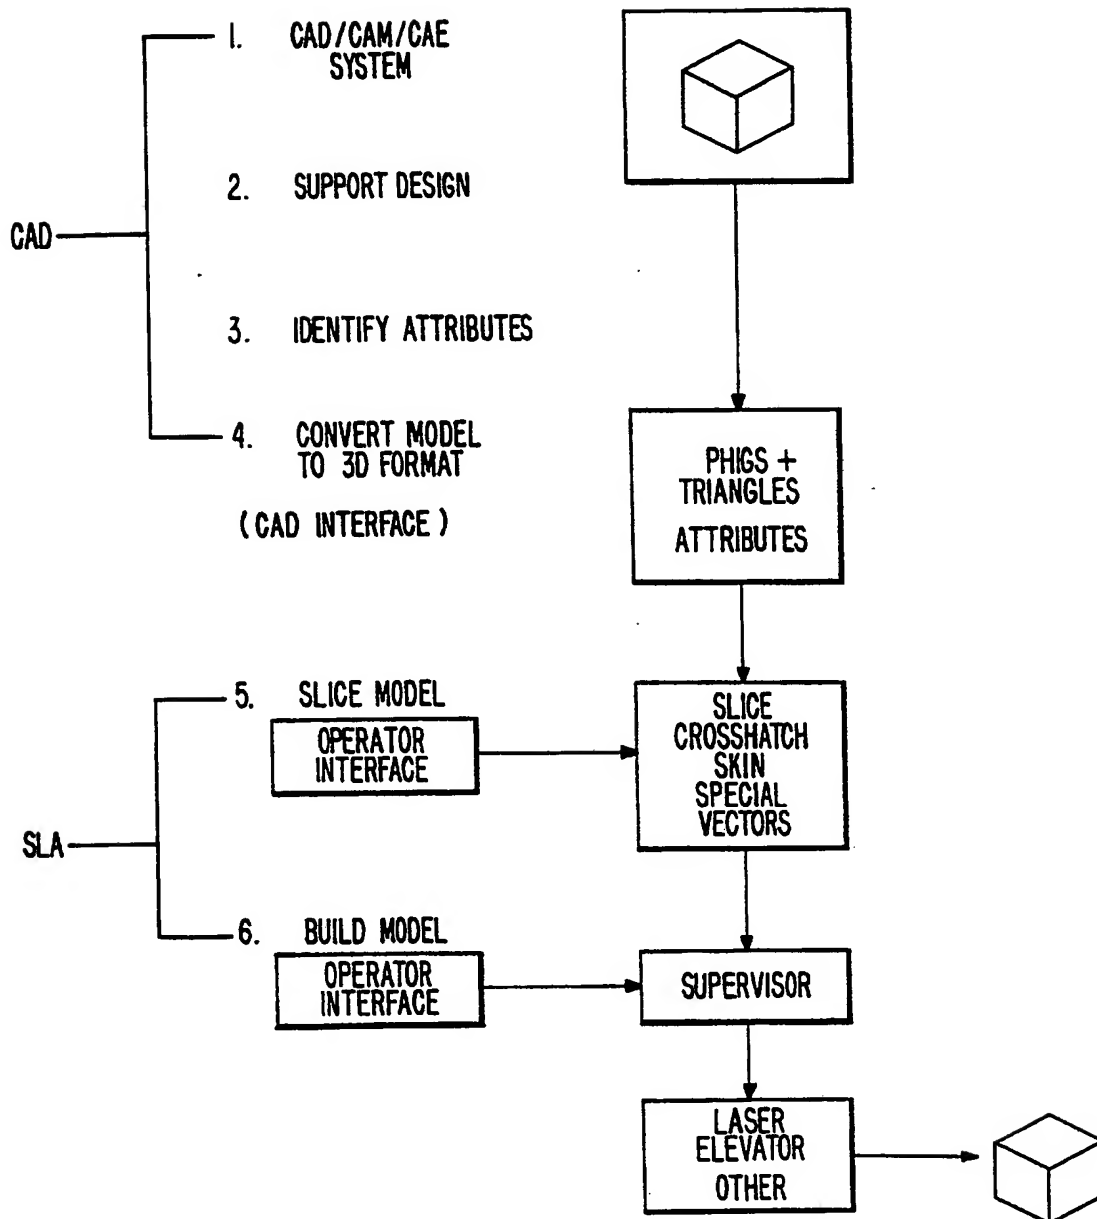 1. CAD/CAM/CAE
SYSTEM
2. SUPPORT DESIGN
CAD
3. IDENTIFY ATTRIBUTES
4. CONVERT MODEL
TO 3D FORMAT
(CAD INTERFACE)
PHIGS +
TRIANGLES
ATTRIBUTES
5. SLICE MODEL
OPERATOR
INTERFACE
SLICE
CROSSHATCH
SKIN
SPECIAL
VECTORS
SLA
6. BUILD MODEL
OPERATOR
INTERFACE
SUPERVISOR
LASER
ELEVATOR
OTHER